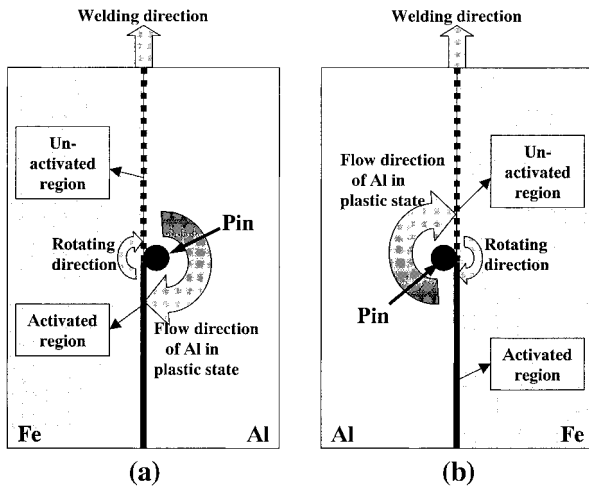 Welding direction
Un-
activated
region
Pin
Rotating
direction
Activated
region
Flow direction
of Al in
plastic state
Fe
Al
(a)
Welding direction
Flow direction
of Al in
plastic state
Un-
activated
region
Rotating
direction
Pin
Activated
region
Al
Fe
(b)